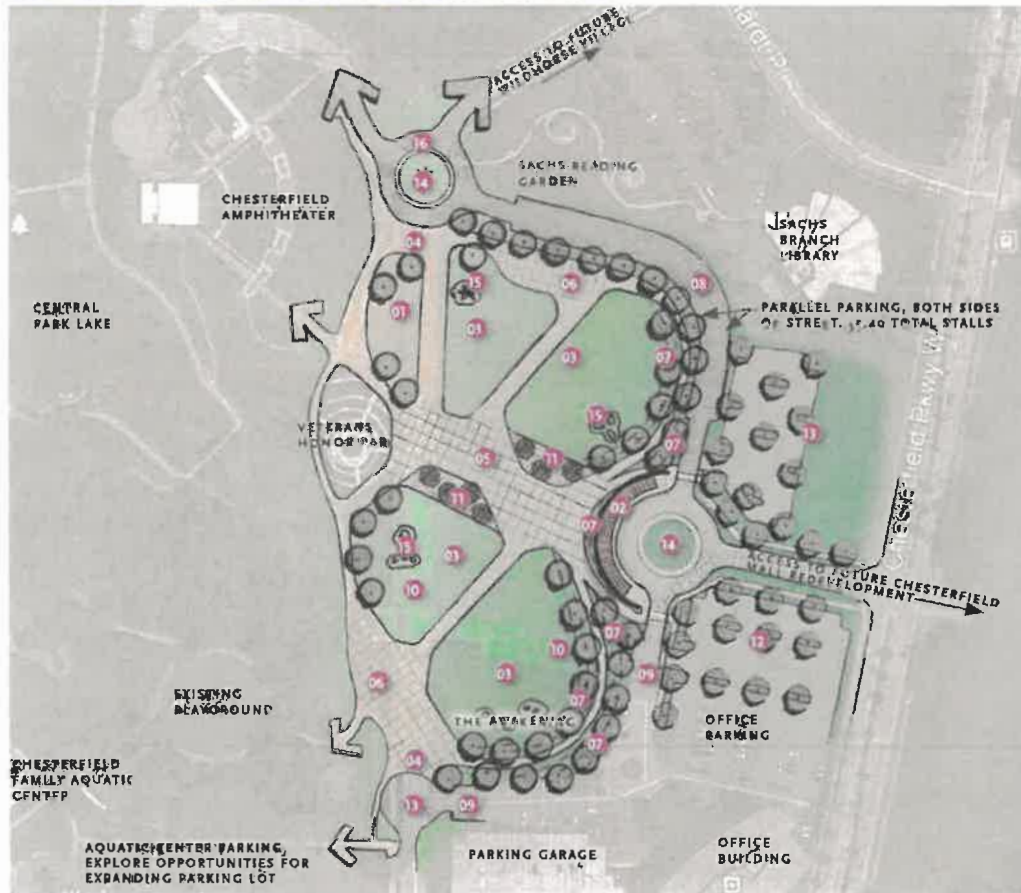 ACCESS TO FUTURE
WILDHORSE VILLAGE
16
14
SACHS READING
GARDEN
CHESTERFIELD
AMPHITHEATER
SACHS
BRANCH
LIBRARY
04
15
06
08
CENTRAL
PARK LAKE
01
03
PARALLEL PARKING, BOTH SIDES
TOTAL STALLS
03
07
15
VETERANS
HONOR PARK
05
11
07
13
11
02
07
15
03
14
10
ACCESS TO FUTURE CHESTERFIELD
MALL REDEVELOPMENT
07
12
10
09
03
06
07
EXISTING
PLAYGROUND
THE AWAKENING
OFFICE
PARKING
07
04
CHESTERFIELD
FAMILY AQUATIC
CENTER
13
09
AQUATIC CENTER PARKING,
EXPLORE OPPORTUNITIES FOR
EXPANDING PARKING LOT
PARKING GARAGE
OFFICE
BUILDING